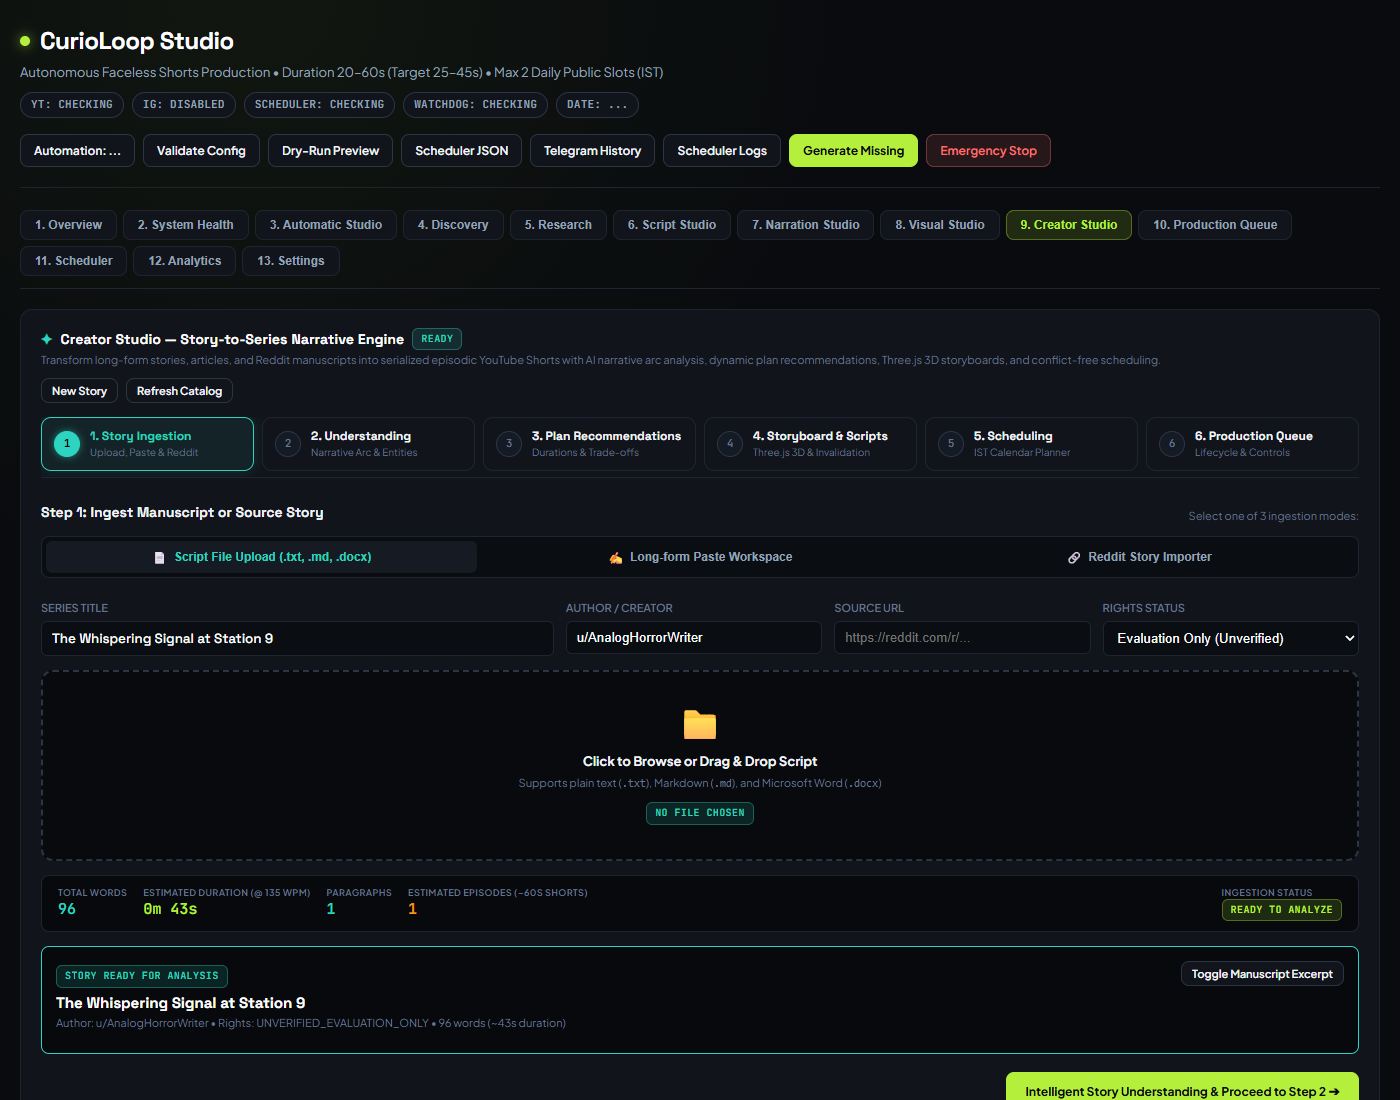 CurioLoop Studio
Autonomous Faceless Shorts Production • Duration 20–60s (Target 25–45s) • Max 2 Daily Public Slots (IST)
YT: CHECKING IG: DISABLED SCHEDULER: CHECKING WATCHDOG: CHECKING DATE: ...
Automation: ... Validate Config Dry-Run Preview Scheduler JSON Telegram History Scheduler Logs Generate Missing Emergency Stop
1. Overview 2. System Health 3. Automatic Studio 4. Discovery 5. Research 6. Script Studio 7. Narration Studio 8. Visual Studio 9. Creator Studio 10. Production Queue
11. Scheduler 12. Analytics 13. Settings
✦ Creator Studio — Story-to-Series Narrative Engine READY
Transform long-form stories, articles, and Reddit manuscripts into serialized episodic YouTube Shorts with AI narrative arc analysis, dynamic plan recommendations, Three.js 3D storyboards, and conflict-free scheduling.
New Story Refresh Catalog
1 1. Story Ingestion 2 2. Understanding 3 3. Plan Recommendations 4 4. Storyboard & Scripts 5 5. Scheduling 6 6. Production Queue
Upload, Paste & Reddit Narrative Arc & Entities Durations & Trade-offs Three.js 3D & Invalidation IST Calendar Planner Lifecycle & Controls
Step 1: Ingest Manuscript or Source Story
Select one of 3 ingestion modes:
Script File Upload (.txt, .md, .docx) Long-form Paste Workspace Reddit Story Importer
SERIES TITLE AUTHOR / CREATOR SOURCE URL RIGHTS STATUS
The Whispering Signal at Station 9 u/AnalogHorrorWriter https://reddit.com/r/... Evaluation Only (Unverified)
Click to Browse or Drag & Drop Script
Supports plain text (.txt), Markdown (.md), and Microsoft Word (.docx)
NO FILE CHOSEN
TOTAL WORDS ESTIMATED DURATION (@ 135 WPM) PARAGRAPHS ESTIMATED EPISODES (~60S SHORTS) INGESTION STATUS
96 0m 43s 1 1 READY TO ANALYZE
STORY READY FOR ANALYSIS Toggle Manuscript Excerpt
The Whispering Signal at Station 9
Author: u/AnalogHorrorWriter • Rights: UNVERIFIED_EVALUATION_ONLY • 96 words (~43s duration)
Intelligent Story Understanding & Proceed to Step 2 ➔